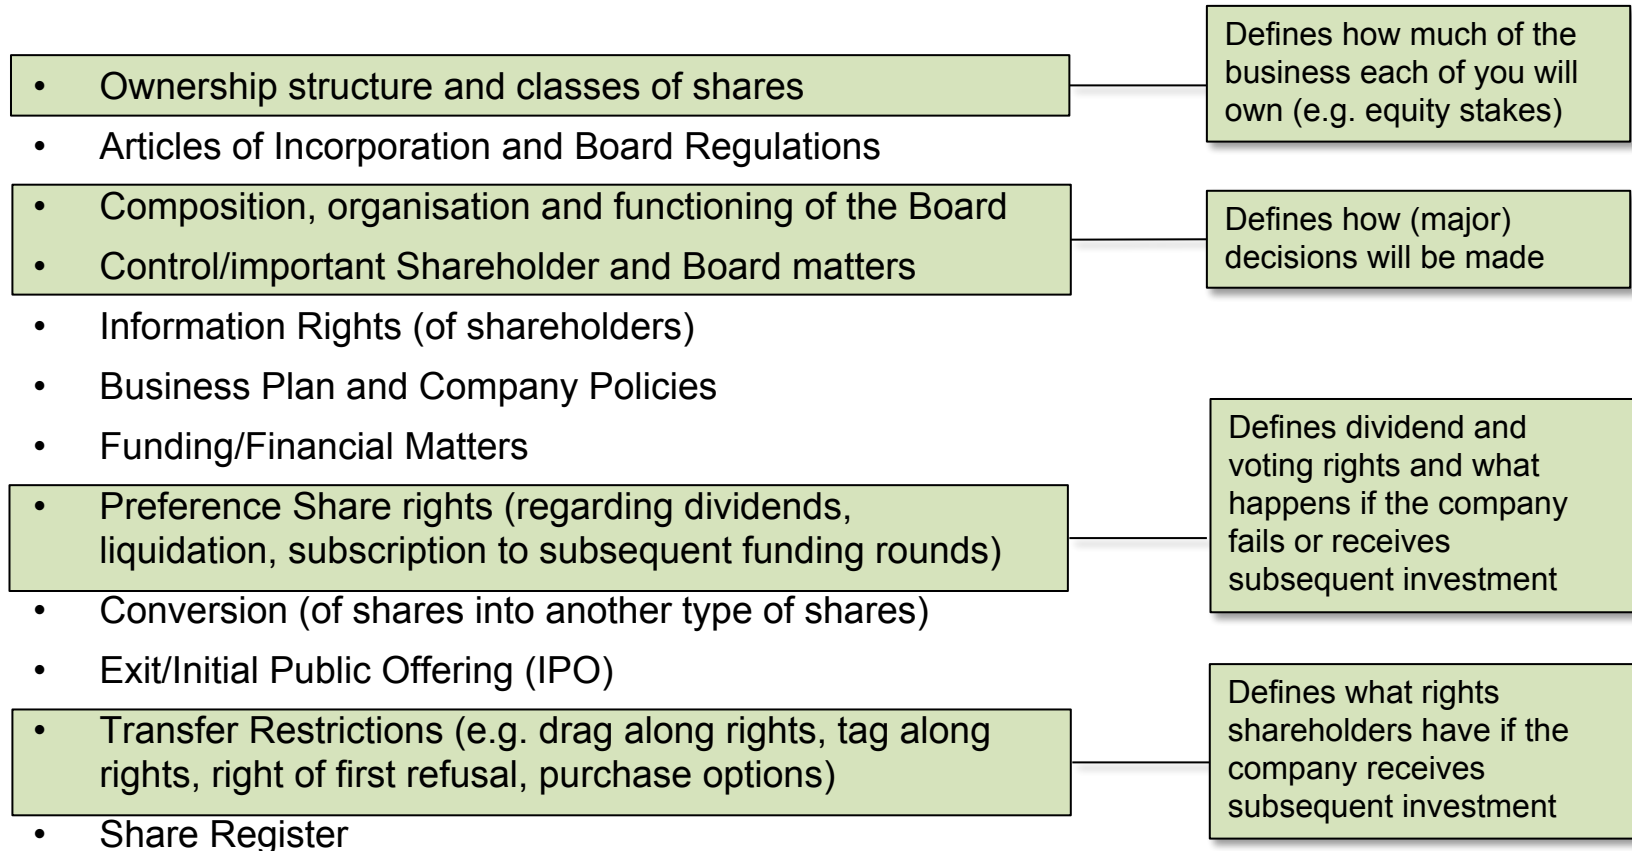 • Ownership structure and classes of shares
Defines how much of the
business each of you will
own (e.g. equity stakes)
• Articles of Incorporation and Board Regulations
• Composition, organisation and functioning of the Board
• Control/important Shareholder and Board matters
Defines how (major)
decisions will be made
• Information Rights (of shareholders)
• Business Plan and Company Policies
• Funding/Financial Matters
• Preference Share rights (regarding dividends,
liquidation, subscription to subsequent funding rounds)
Defines dividend and
voting rights and what
happens if the company
fails or receives
subsequent investment
• Conversion (of shares into another type of shares)
• Exit/Initial Public Offering (IPO)
• Transfer Restrictions (e.g. drag along rights, tag along
rights, right of first refusal, purchase options)
Defines what rights
shareholders have if the
company receives
subsequent investment
• Share Register